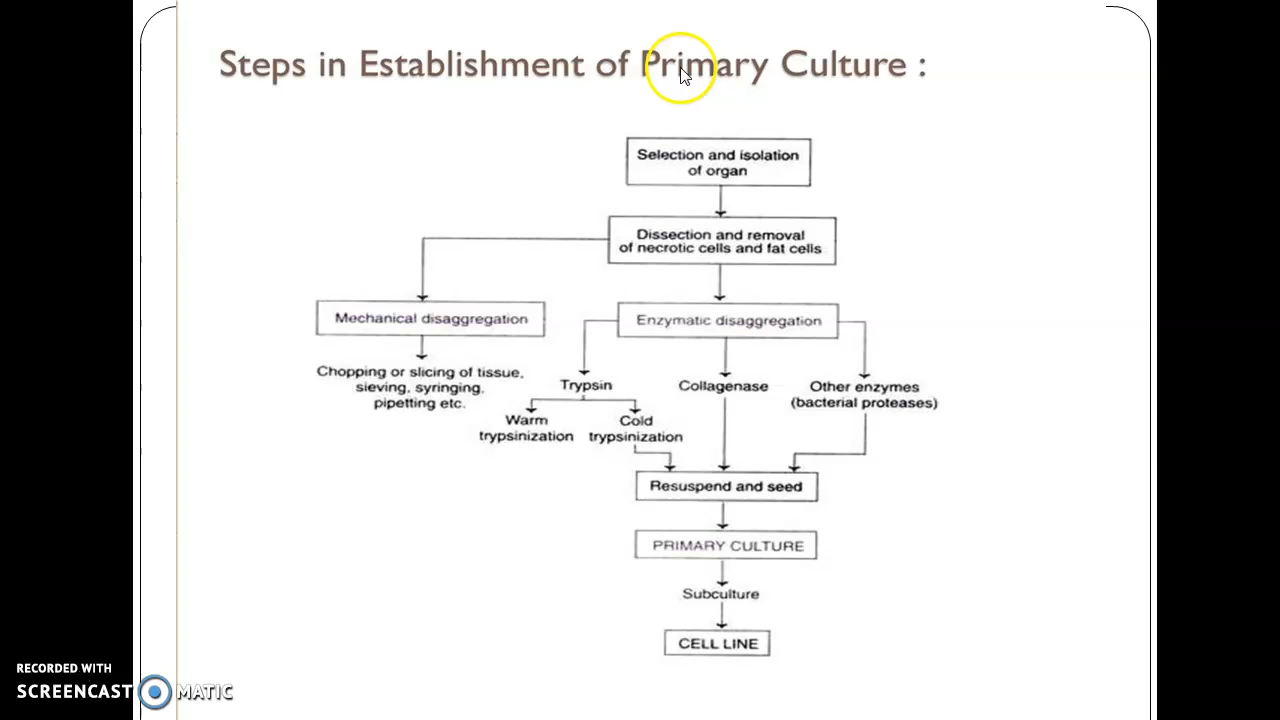 Steps in Establishment of Primary Culture :
Selection and isolation
of organ
Dissection and removal
of necrotic cells and fat cells
Mechanical disaggregation
Enzymatic disaggregation
Chopping or slicing of tissue,
sieving, syringing,
pipetting etc.
Trypsin
Collagenase
Other enzymes
(bacterial proteases)
Warm
trypsinization
Cold
trypsinization
Resuspend and seed
PRIMARY CULTURE
Subculture
CELL LINE
RECORDED WITH
SCREENCAST MATIC